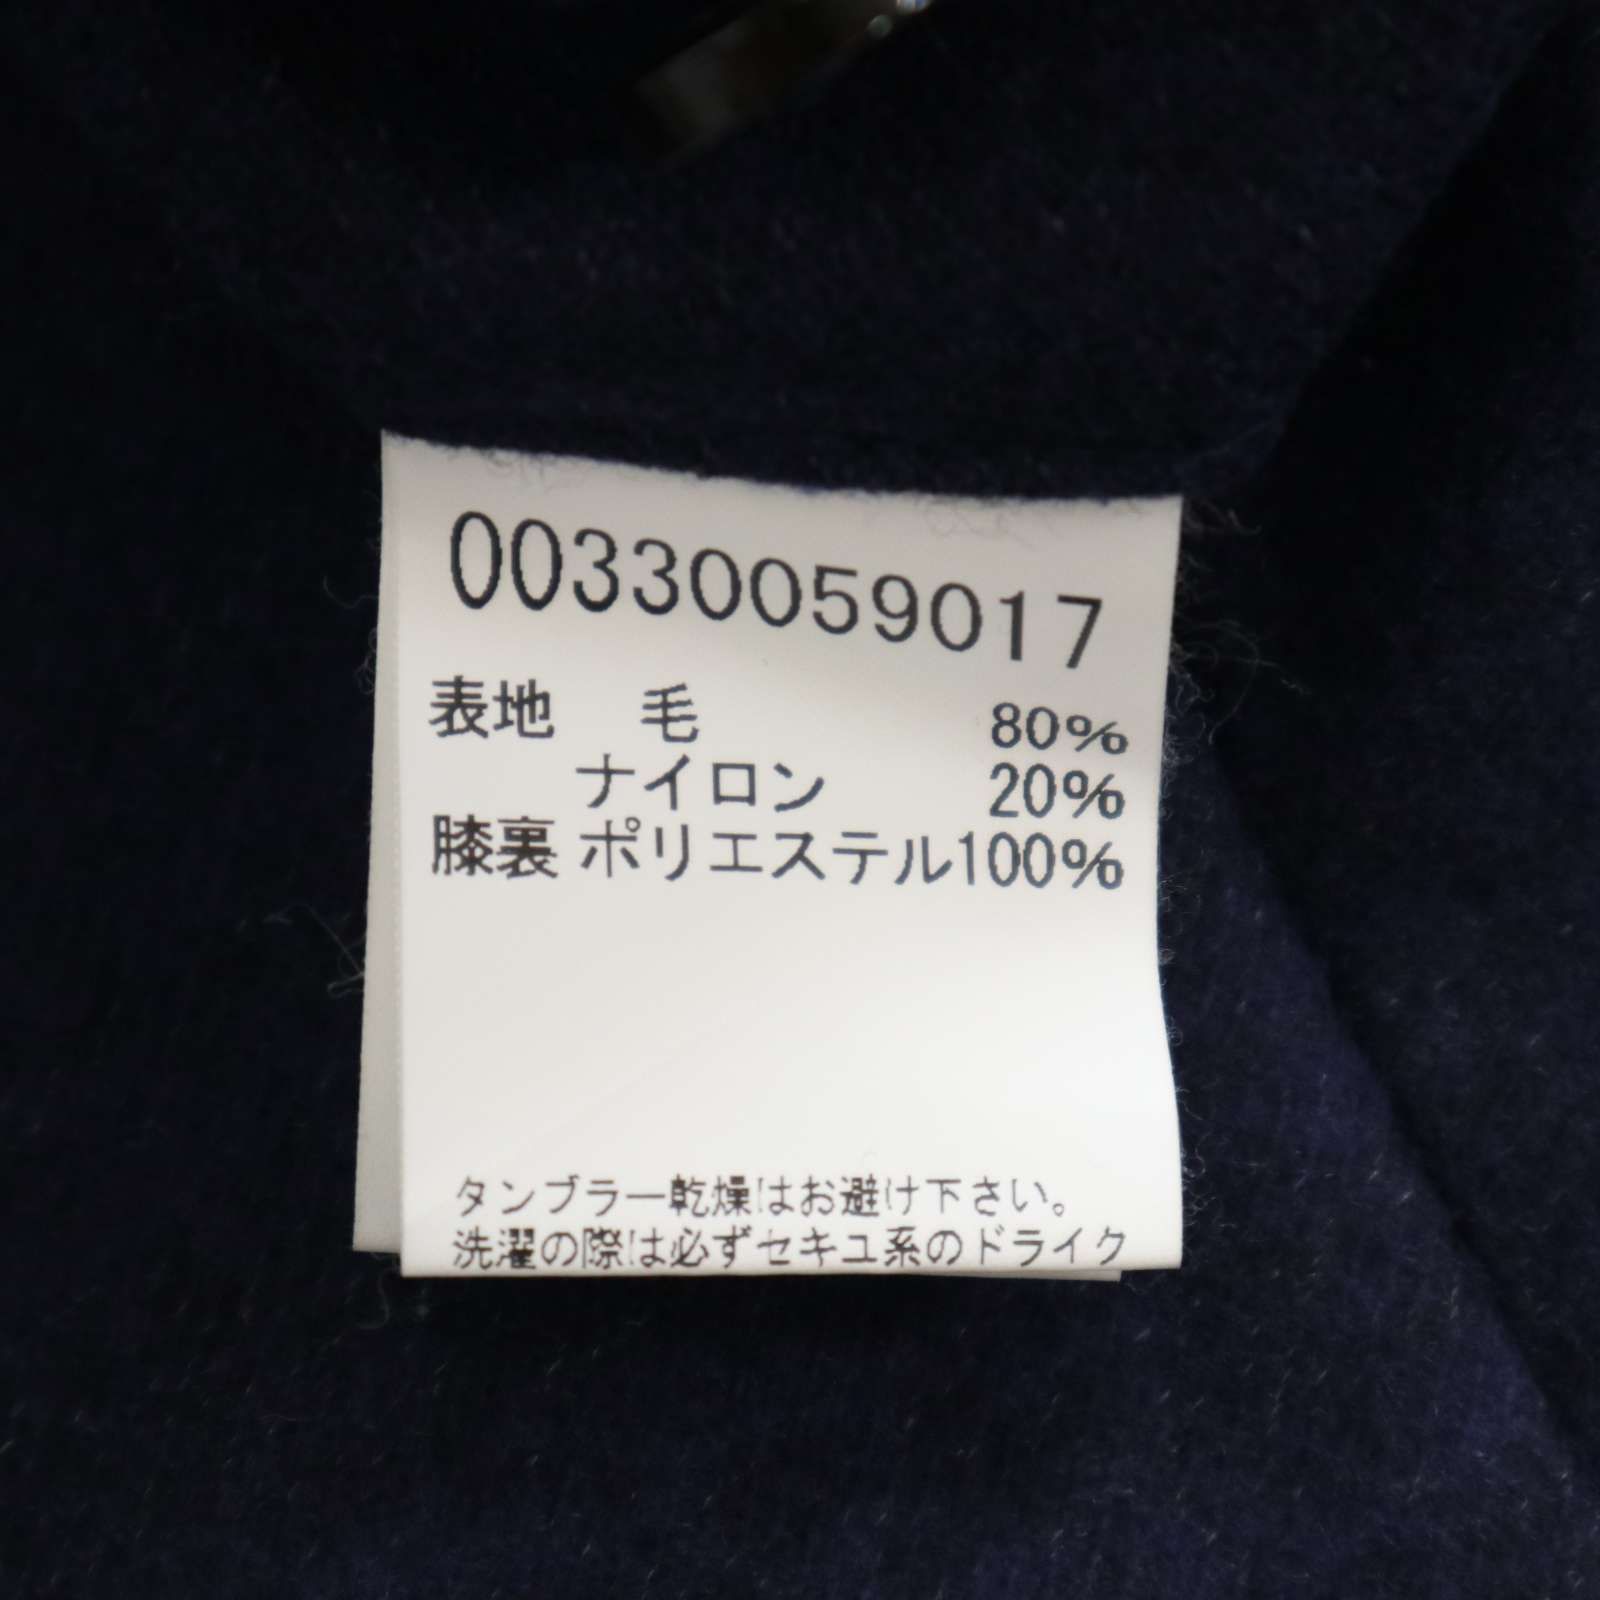 00330059017
表地 毛 80%
ナイロン 20%
膝裏 ポリエステル100%
タンブラー乾燥はお避け下さい。
洗濯の際は必ずセキユ系のドライク